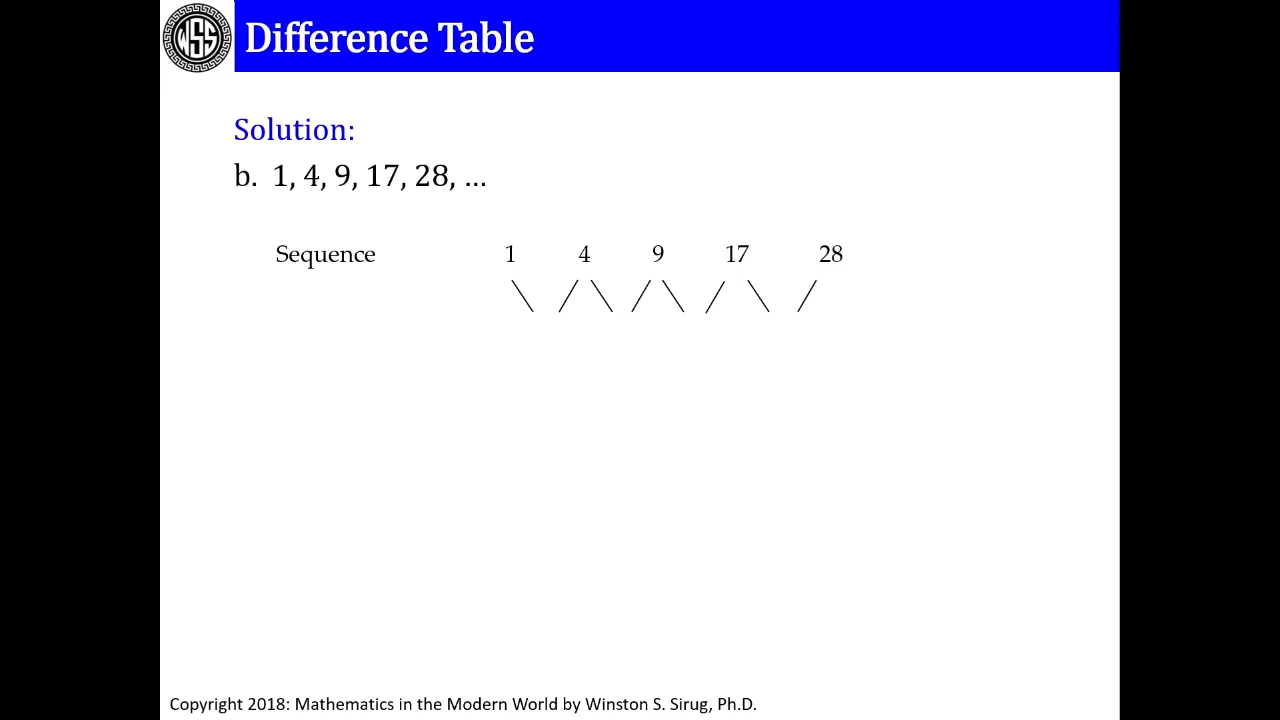 WSS
Difference Table
Solution:
b. 1, 4, 9, 17, 28, ...
Sequence 1 4 9 17 28
Copyright 2018: Mathematics in the Modern World by Winston S. Sirug, Ph.D.